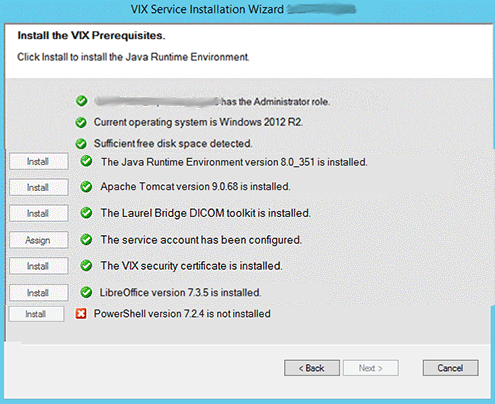 VIX Service Installation Wizard
Install the VIX Prerequisites.
Click Install to install the Java Runtime Environment.
has the Administrator role.
Current operating system is Windows 2012 R2.
Sufficient free disk space detected.
Install The Java Runtime Environment version 8.0_351 is installed.
Install Apache Tomcat version 9.0.68 is installed.
Install The Laurel Bridge DICOM toolkit is installed.
Assign The service account has been configured.
Install The VIX security certificate is installed.
Install LibreOffice version 7.3.5 is installed.
Install PowerShell version 7.2.4 is not installed
< Back Next > Cancel